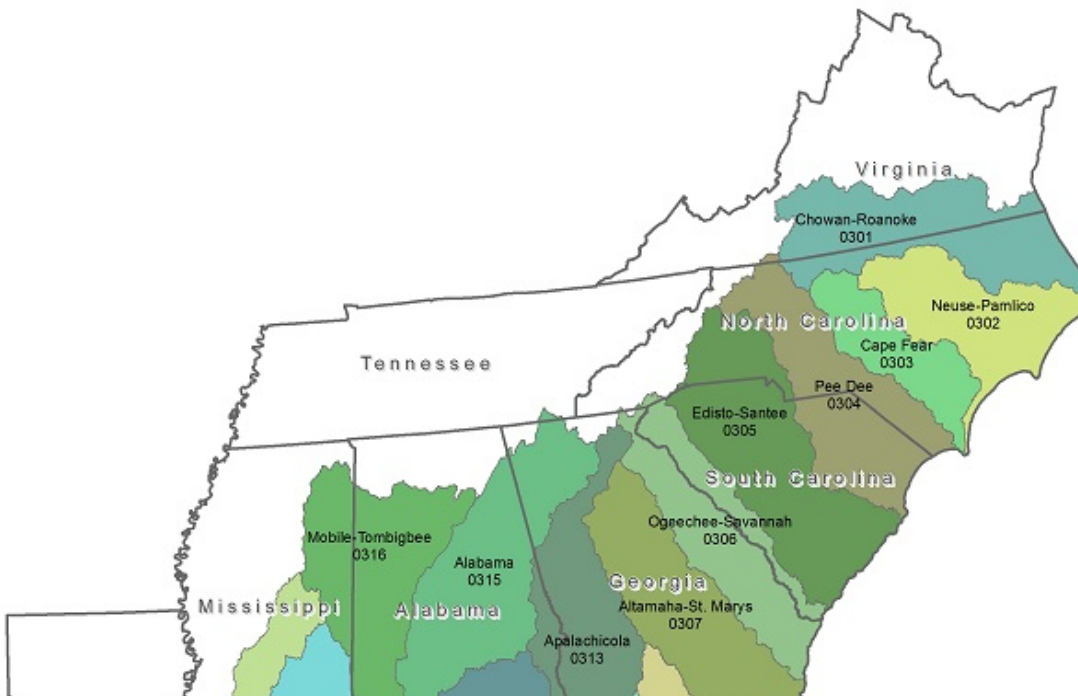 Virginia
Chowan-Roanoke
0301
Neuse-Pamlico
0302
North Carolina
Cape Fear
0303
Tennessee
Pee Dee
0304
Edisto-Santee
0305
South Carolina
Ogeechee-Savannah
0306
Mobile-Tombigbee
0316
Alabama
0315
Georgia
Mississippi
Alabama
Altamaha-St. Marys
0307
Apalachicola
0313